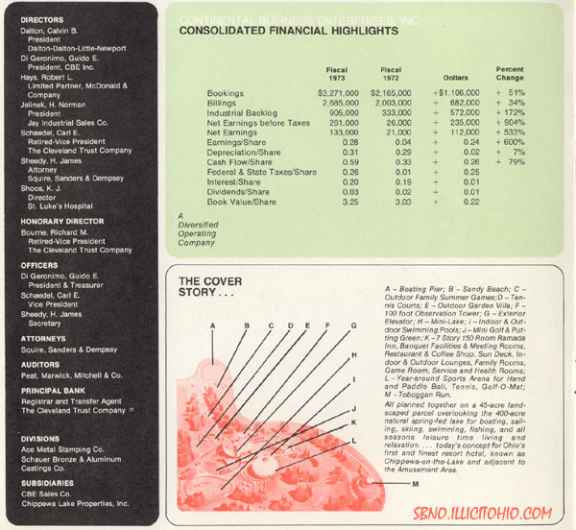 DIRECTORS
Dalton, Calvin B.
President
Dalton-Dalton-Little-Newport
Di Geronimo, Guido E.
President, CBE Inc.
Hays, Robert L.
Limited Partner, McDonald &
Company
Jelinek, H. Norman
President
Jay Industrial Sales Co.
Schaedel, Carl E.
Retired-Vice President
The Cleveland Trust Company
Sheedy, H. James
Attorney
Squire, Sanders & Dempsey
Shoos, K. J.
Director
St. Luke's Hospital
HONORARY DIRECTOR
Bourne, Richard M.
Retired-Vice President
The Cleveland Trust Company
OFFICERS
Di Geronimo, Guido E.
President & Treasurer
Schaedel, Carl E.
Vice President
Sheedy, H. James
Secretary
ATTORNEYS
Squire, Sanders & Dempsey
AUDITORS
Peat, Marwick, Mitchell & Co.
PRINCIPAL BANK
Registrar and Transfer Agent
The Cleveland Trust Company
DIVISIONS
Ace Metal Stamping Co.
Schauer Bronze & Aluminum
Castings Co.
SUBSIDIARIES
CBE Sales Co.
Chippewa Lake Properties, Inc.
CONTINENTAL BUSINESS ENTERPRISES, INC.
CONSOLIDATED FINANCIAL HIGHLIGHTS
Fiscal 1973 Fiscal 1972 Dollars Percent Change
Bookings $3,271,000 $2,165,000 +$1,106,000 + 51%
Billings 2,685,000 2,003,000 + 682,000 + 34%
Industrial Backlog 905,000 333,000 + 572,000 + 172%
Net Earnings before Taxes 261,000 26,000 + 235,000 + 904%
Net Earnings 133,000 21,000 + 112,000 + 533%
Earnings/Share 0.28 0.04 + 0.24 + 600%
Depreciation/Share 0.31 0.29 + 0.02 + 7%
Cash Flow/Share 0.59 0.33 + 0.26 + 79%
Federal & State Taxes/Share 0.26 0.01 + 0.25
Interest/Share 0.20 0.19 + 0.01
Dividends/Share 0.03 0.02 + 0.01
Book Value/Share 3.25 3.03 + 0.22
A
Diversified
Operating
Company
THE COVER
STORY . . .
A B C D E F G
H
I
J
K
L
M
A – Boating Pier; B – Sandy Beach; C –
Outdoor Family Summer Games; D – Ten-
nis Courts; E – Outdoor Garden Villa; F –
100 foot Observation Tower; G – Exterior
Elevator; H – Mini-Lake; I – Indoor & Out-
door Swimming Pools; J – Mini Golf & Put-
ting Green; K – 7 Story 150 Room Ramada
Inn, Banquet Facilities & Meeting Rooms,
Restaurant & Coffee Shop, Sun Deck, In-
door & Outdoor Lounges, Family Rooms,
Game Room, Service and Health Rooms;
L – Year-around Sports Arena for Hand
and Paddle Ball, Tennis, Golf-O-Mat;
M – Toboggan Run.
All planned together on a 45-acre land-
scaped parcel overlooking the 400-acre
natural spring-fed lake for boating, sail-
ing, skiing, swimming, fishing, and all
seasons leisure time living and
relaxation . . . . today's concept for Ohio's
first and finest resort hotel, known as
Chippewa-on-the-Lake and adjacent to
the Amusement Area.
SBNO.ILLICITOHIO.COM